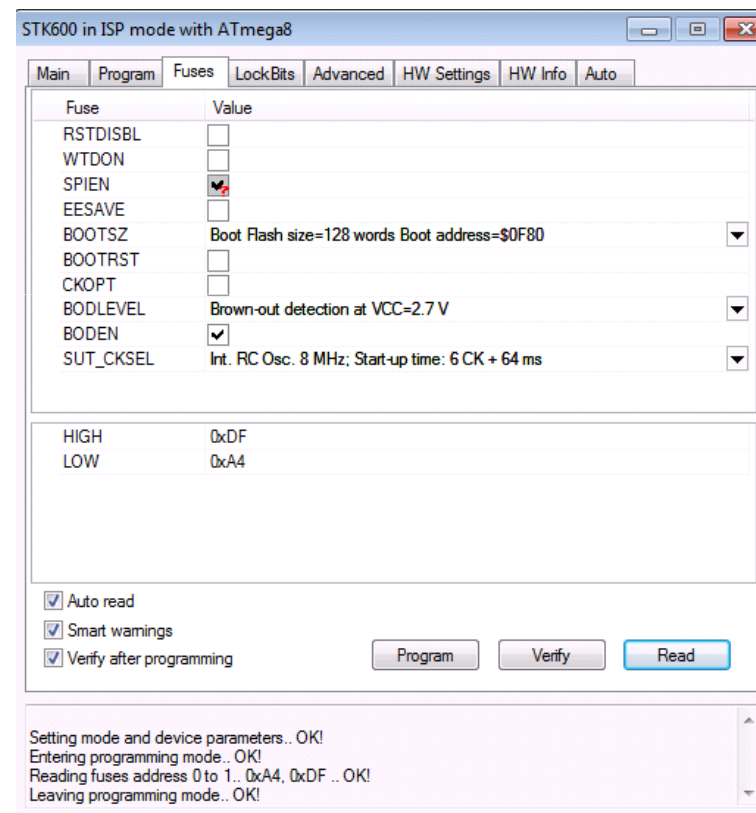 STK600 in ISP mode with ATmega8
Main Program Fuses LockBits Advanced HW Settings HW Info Auto
Fuse Value
RSTDISBL
WTDON
SPIEN
EESAVE
BOOTSZ Boot Flash size=128 words Boot address=$0F80
BOOTRST
CKOPT
BODLEVEL Brown-out detection at VCC=2.7 V
BODEN
SUT_CKSEL Int. RC Osc. 8 MHz; Start-up time: 6 CK + 64 ms
HIGH 0xDF
LOW 0xA4
Auto read
Smart warnings
Verify after programming
Program Verify Read
Setting mode and device parameters.. OK!
Entering programming mode.. OK!
Reading fuses address 0 to 1.. 0xA4, 0xDF .. OK!
Leaving programming mode.. OK!